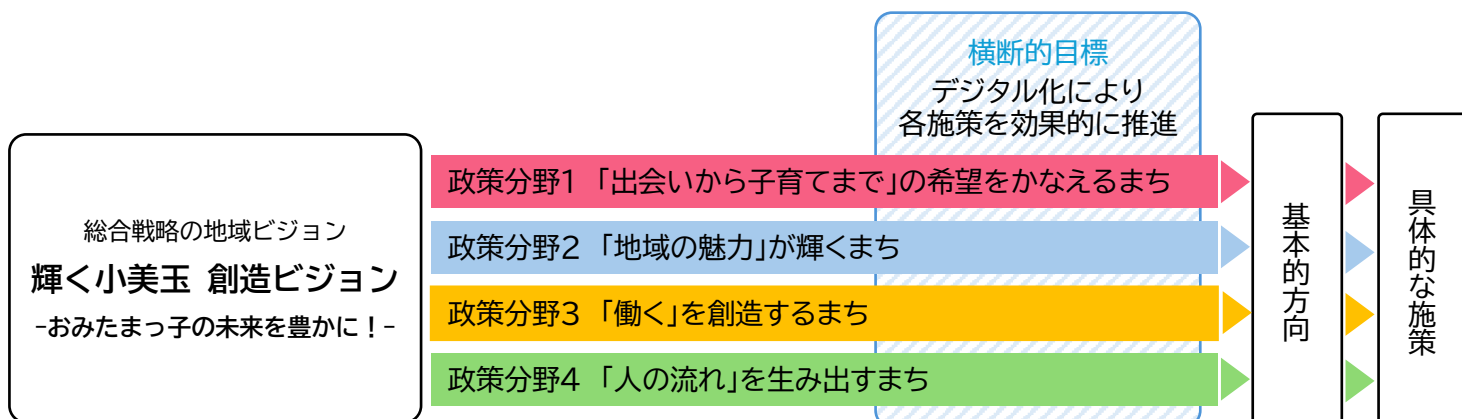 横断的目標
デジタル化により
各施策を効果的に推進
総合戦略の地域ビジョン
輝く小美玉 創造ビジョン
-おみたまっ子の未来を豊かに！-
政策分野1 「出会いから子育てまで」の希望をかなえるまち
政策分野2 「地域の魅力」が輝くまち
政策分野3 「働く」を創造するまち
政策分野4 「人の流れ」を生み出すまち
基本的方向
具体的な施策